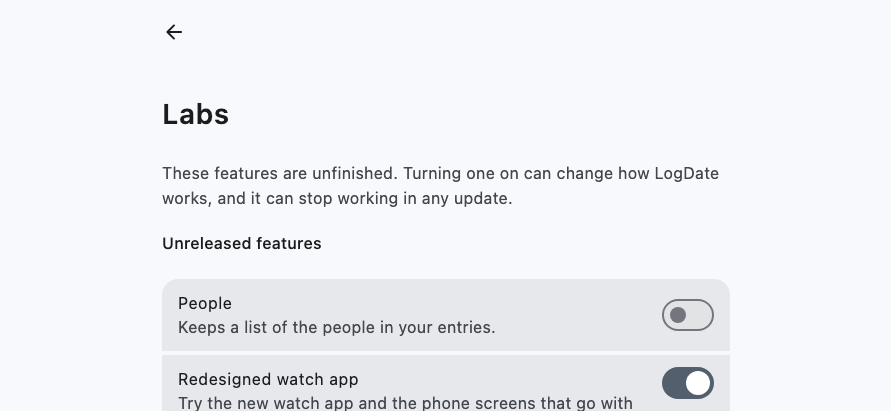 Labs
These features are unfinished. Turning one on can change how LogDate
works, and it can stop working in any update.
Unreleased features
People
Keeps a list of the people in your entries.
Redesigned watch app
Try the new watch app and the phone screens that go with